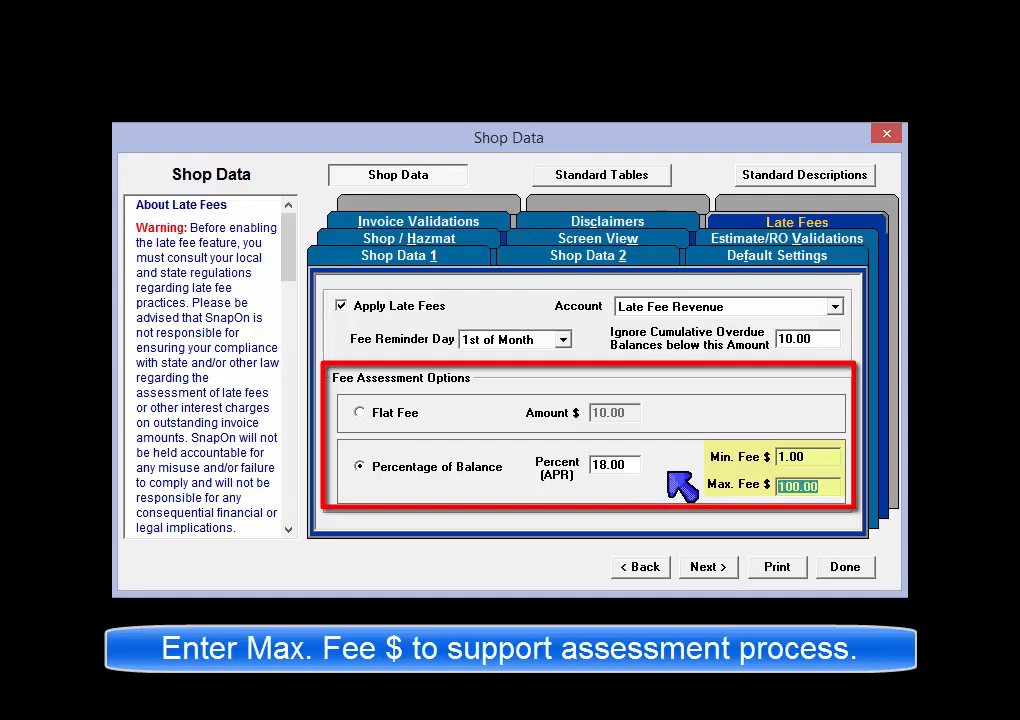 Shop Data
Shop Data
Shop Data
Standard Tables
Standard Descriptions
About Late Fees
Warning: Before enabling
the late fee feature, you
must consult your local
and state regulations
regarding late fee
practices. Please be
advised that SnapOn is
not responsible for
ensuring your compliance
with state and/or other law
regarding the
assessment of late fees
or other interest charges
on outstanding invoice
amounts. SnapOn will not
be held accountable for
any misuse and/or failure
to comply and will not be
responsible for any
consequential financial or
legal implications.
Invoice Validations
Disclaimers
Late Fees
Shop / Hazmat
Screen View
Estimate/RO Validations
Shop Data 1
Shop Data 2
Default Settings
Apply Late Fees
Account
Late Fee Revenue
Fee Reminder Day
1st of Month
Ignore Cumulative Overdue
Balances below this Amount
10.00
Fee Assessment Options
Flat Fee
Amount $
10.00
Percentage of Balance
Percent
(APR)
18.00
Min. Fee $
1.00
Max. Fee $
100.00
< Back
Next >
Print
Done
Enter Max. Fee $ to support assessment process.